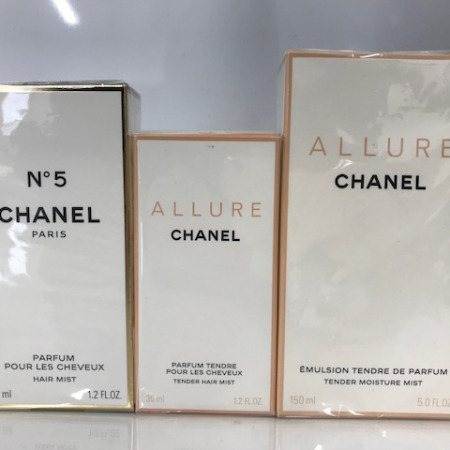 N°5
CHANEL
PARIS
PARFUM
POUR LES CHEVEUX
HAIR MIST
ml 1.2 FL.OZ.
ALLURE
CHANEL
PARFUM TENDRE
POUR LES CHEVEUX
TENDER HAIR MIST
35 ml 1.2 FL.OZ.
ALLURE
CHANEL
ÉMULSION TENDRE DE PARFUM
TENDER MOISTURE MIST
150 ml 5.0 FL.OZ.